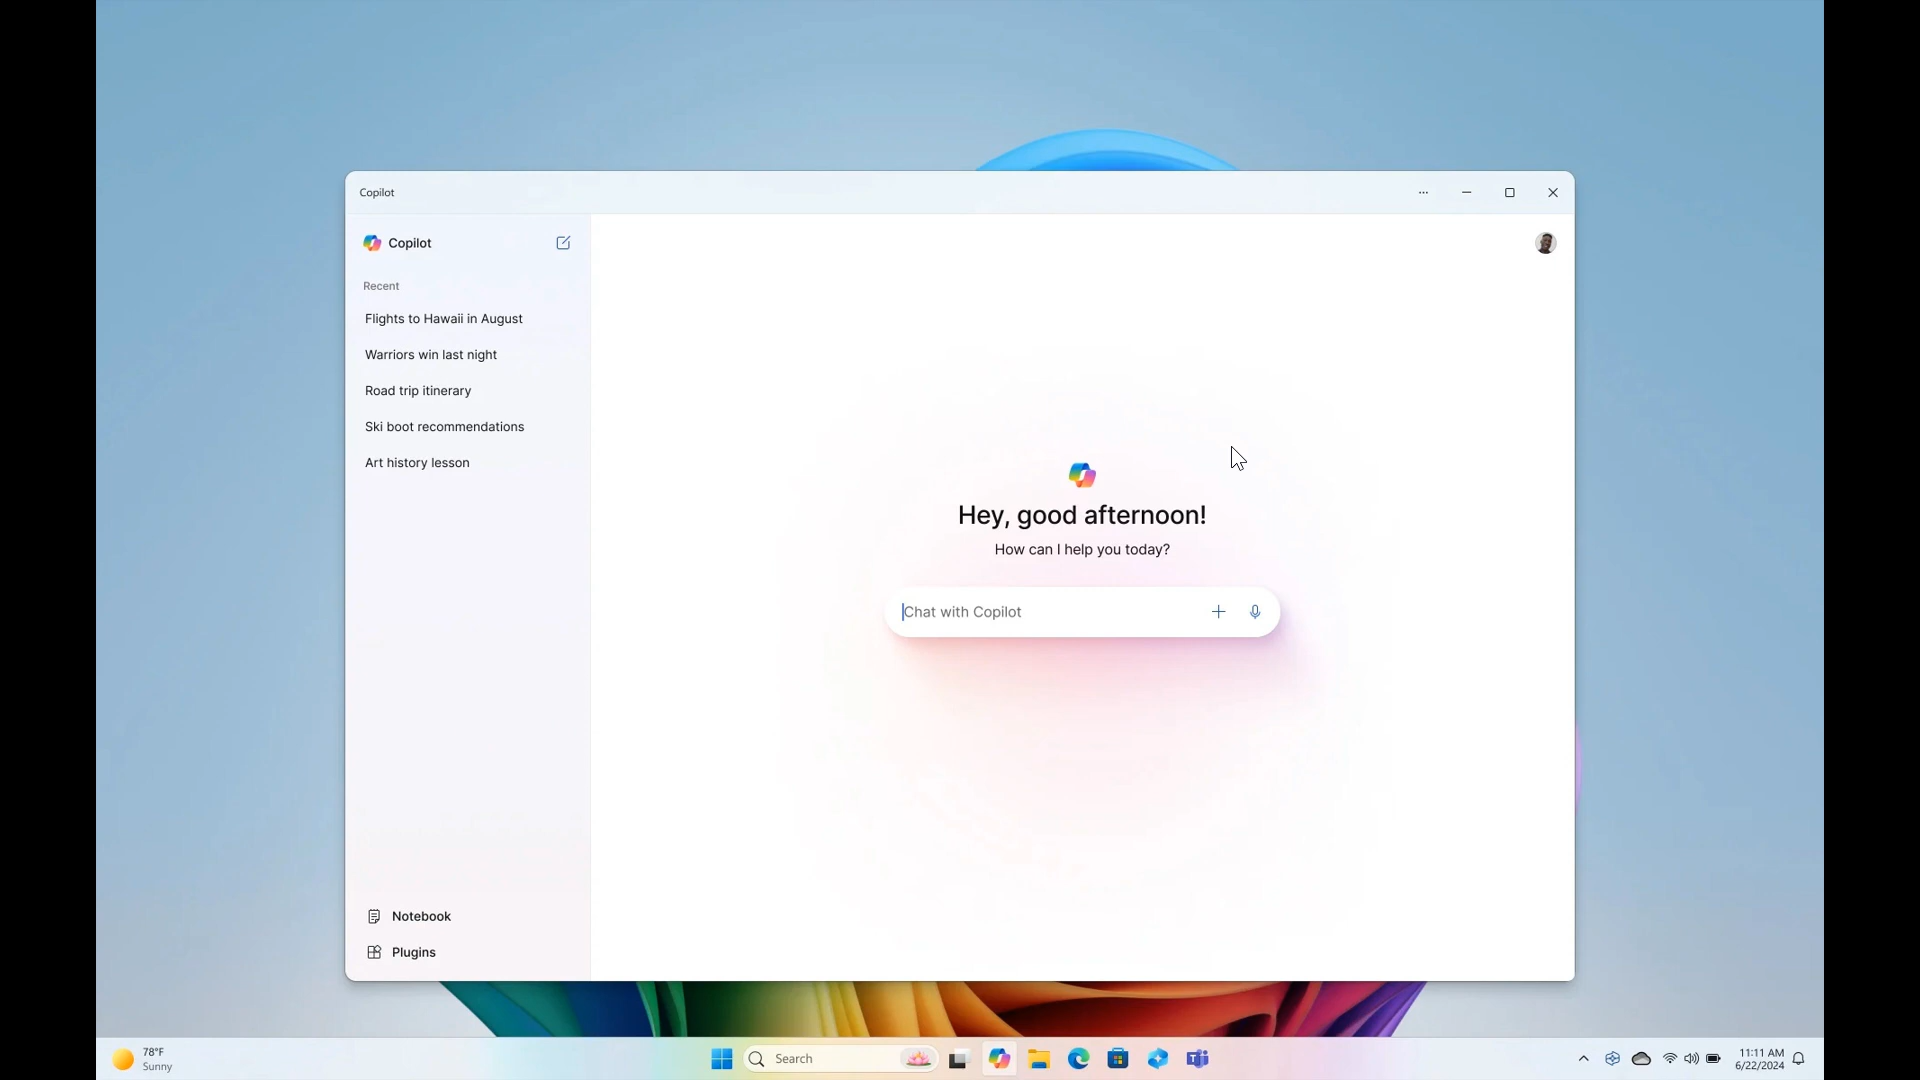 Copilot
Copilot
Recent
Flights to Hawaii in August
Warriors win last night
Road trip itinerary
Ski boot recommendations
Art history lesson
Notebook
Plugins
Hey, good afternoon!
How can I help you today?
Chat with Copilot
78°F
Sunny
Search
11:11 AM
6/22/2024